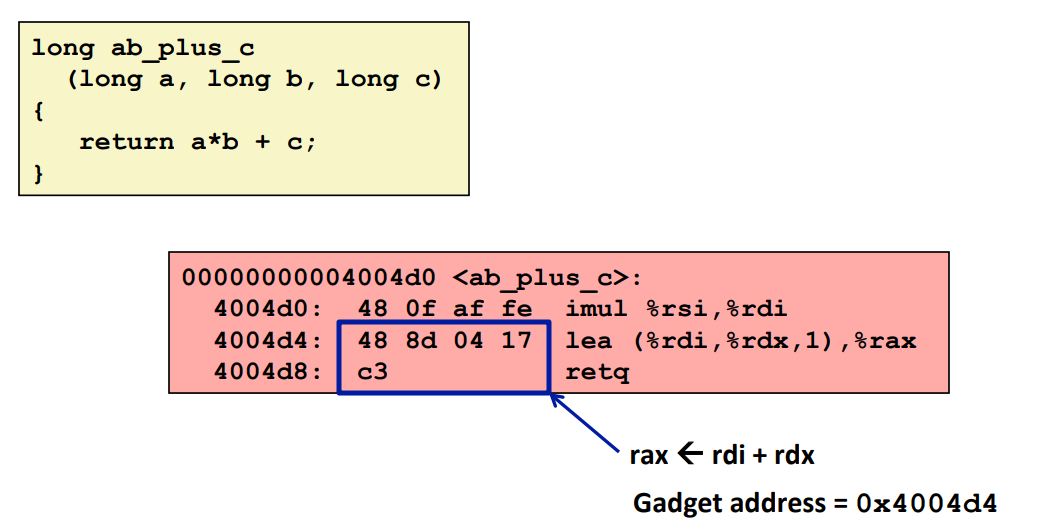 long ab_plus_c
(long a, long b, long c)
{
return a*b + c;
}
00000000004004d0 <ab_plus_c>:
4004d0: 48 0f af fe imul %rsi,%rdi
4004d4: 48 8d 04 17 lea (%rdi,%rdx,1),%rax
4004d8: c3 retq
rax ← rdi + rdx
Gadget address = 0x4004d4